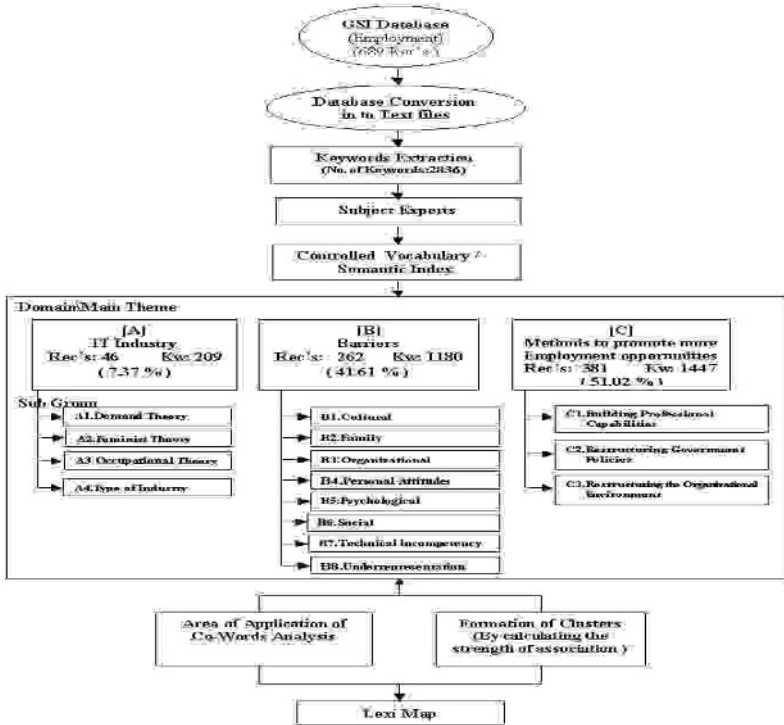 GSI Database
(Employment)
(689 Rec's)
Database Conversion
in to Text files
Keywords Extraction
(No. of Keywords:2836)
Subject Experts
Controlled Vocabulary /
Semantic Index
Domain\Main Theme
[A]
IT Industry
Rec's: 46 Kw: 209
(7.37 %)
[B]
Barriers
Rec's: 262 Kw: 1180
(41.61 %)
[C]
Methods to promote more
Employment opportunities
Rec's: 381 Kw: 1447
(51.02 %)
Sub Group
A1.Demand Theory
A2.Feminist Theory
A3.Occupational Theory
A4.Type of Industry
B1.Cultural
B2.Family
B3.Organizational
B4.Personal Attitudes
B5.Psychological
B6.Social
B7.Technical incompetency
B8.Underrepresentation
C1.Building Professional
Capabilities
C2.Restructuring Government
Policies
C3.Restructuring the Organizational
Environment
Area of Application of
Co-Words Analysis
Formation of Clusters
(By calculating the
strength of association)
Lexi Map